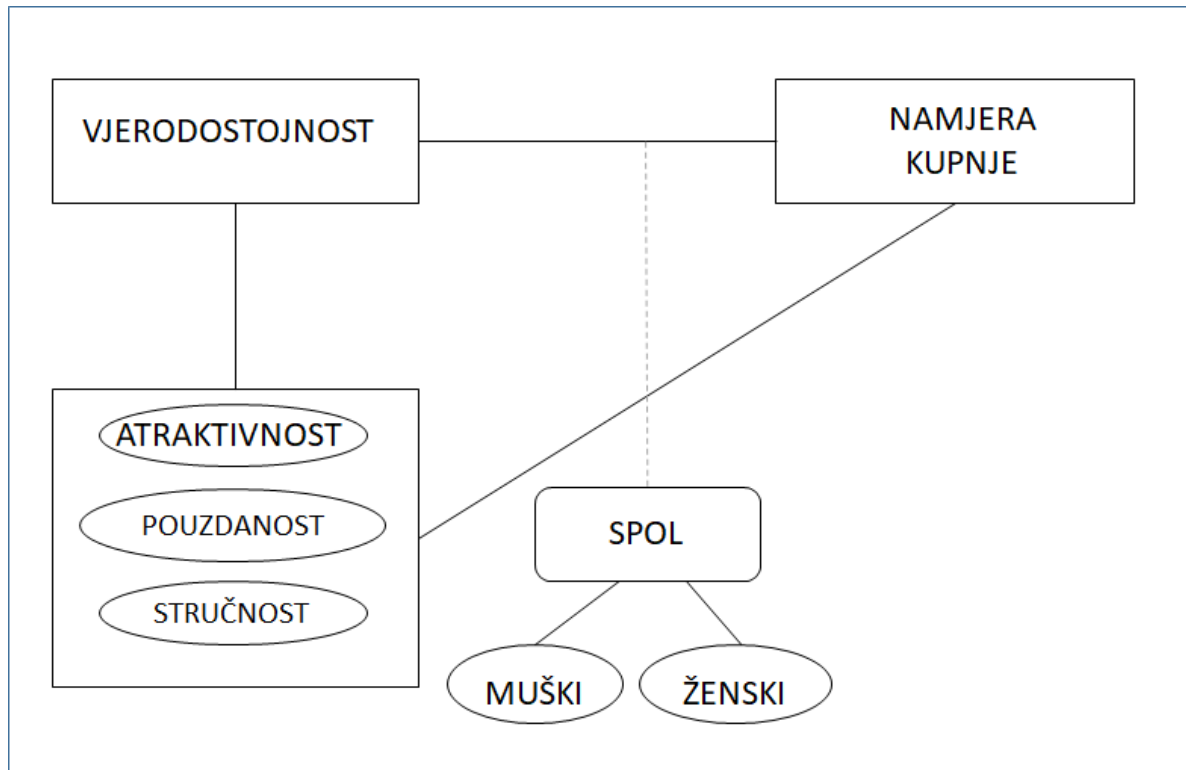 VJERODOSTOJNOST
NAMJERA
KUPNJE
ATRAKTIVNOST
POUZDANOST
STRUČNOST
SPOL
MUŠKI
ŽENSKI